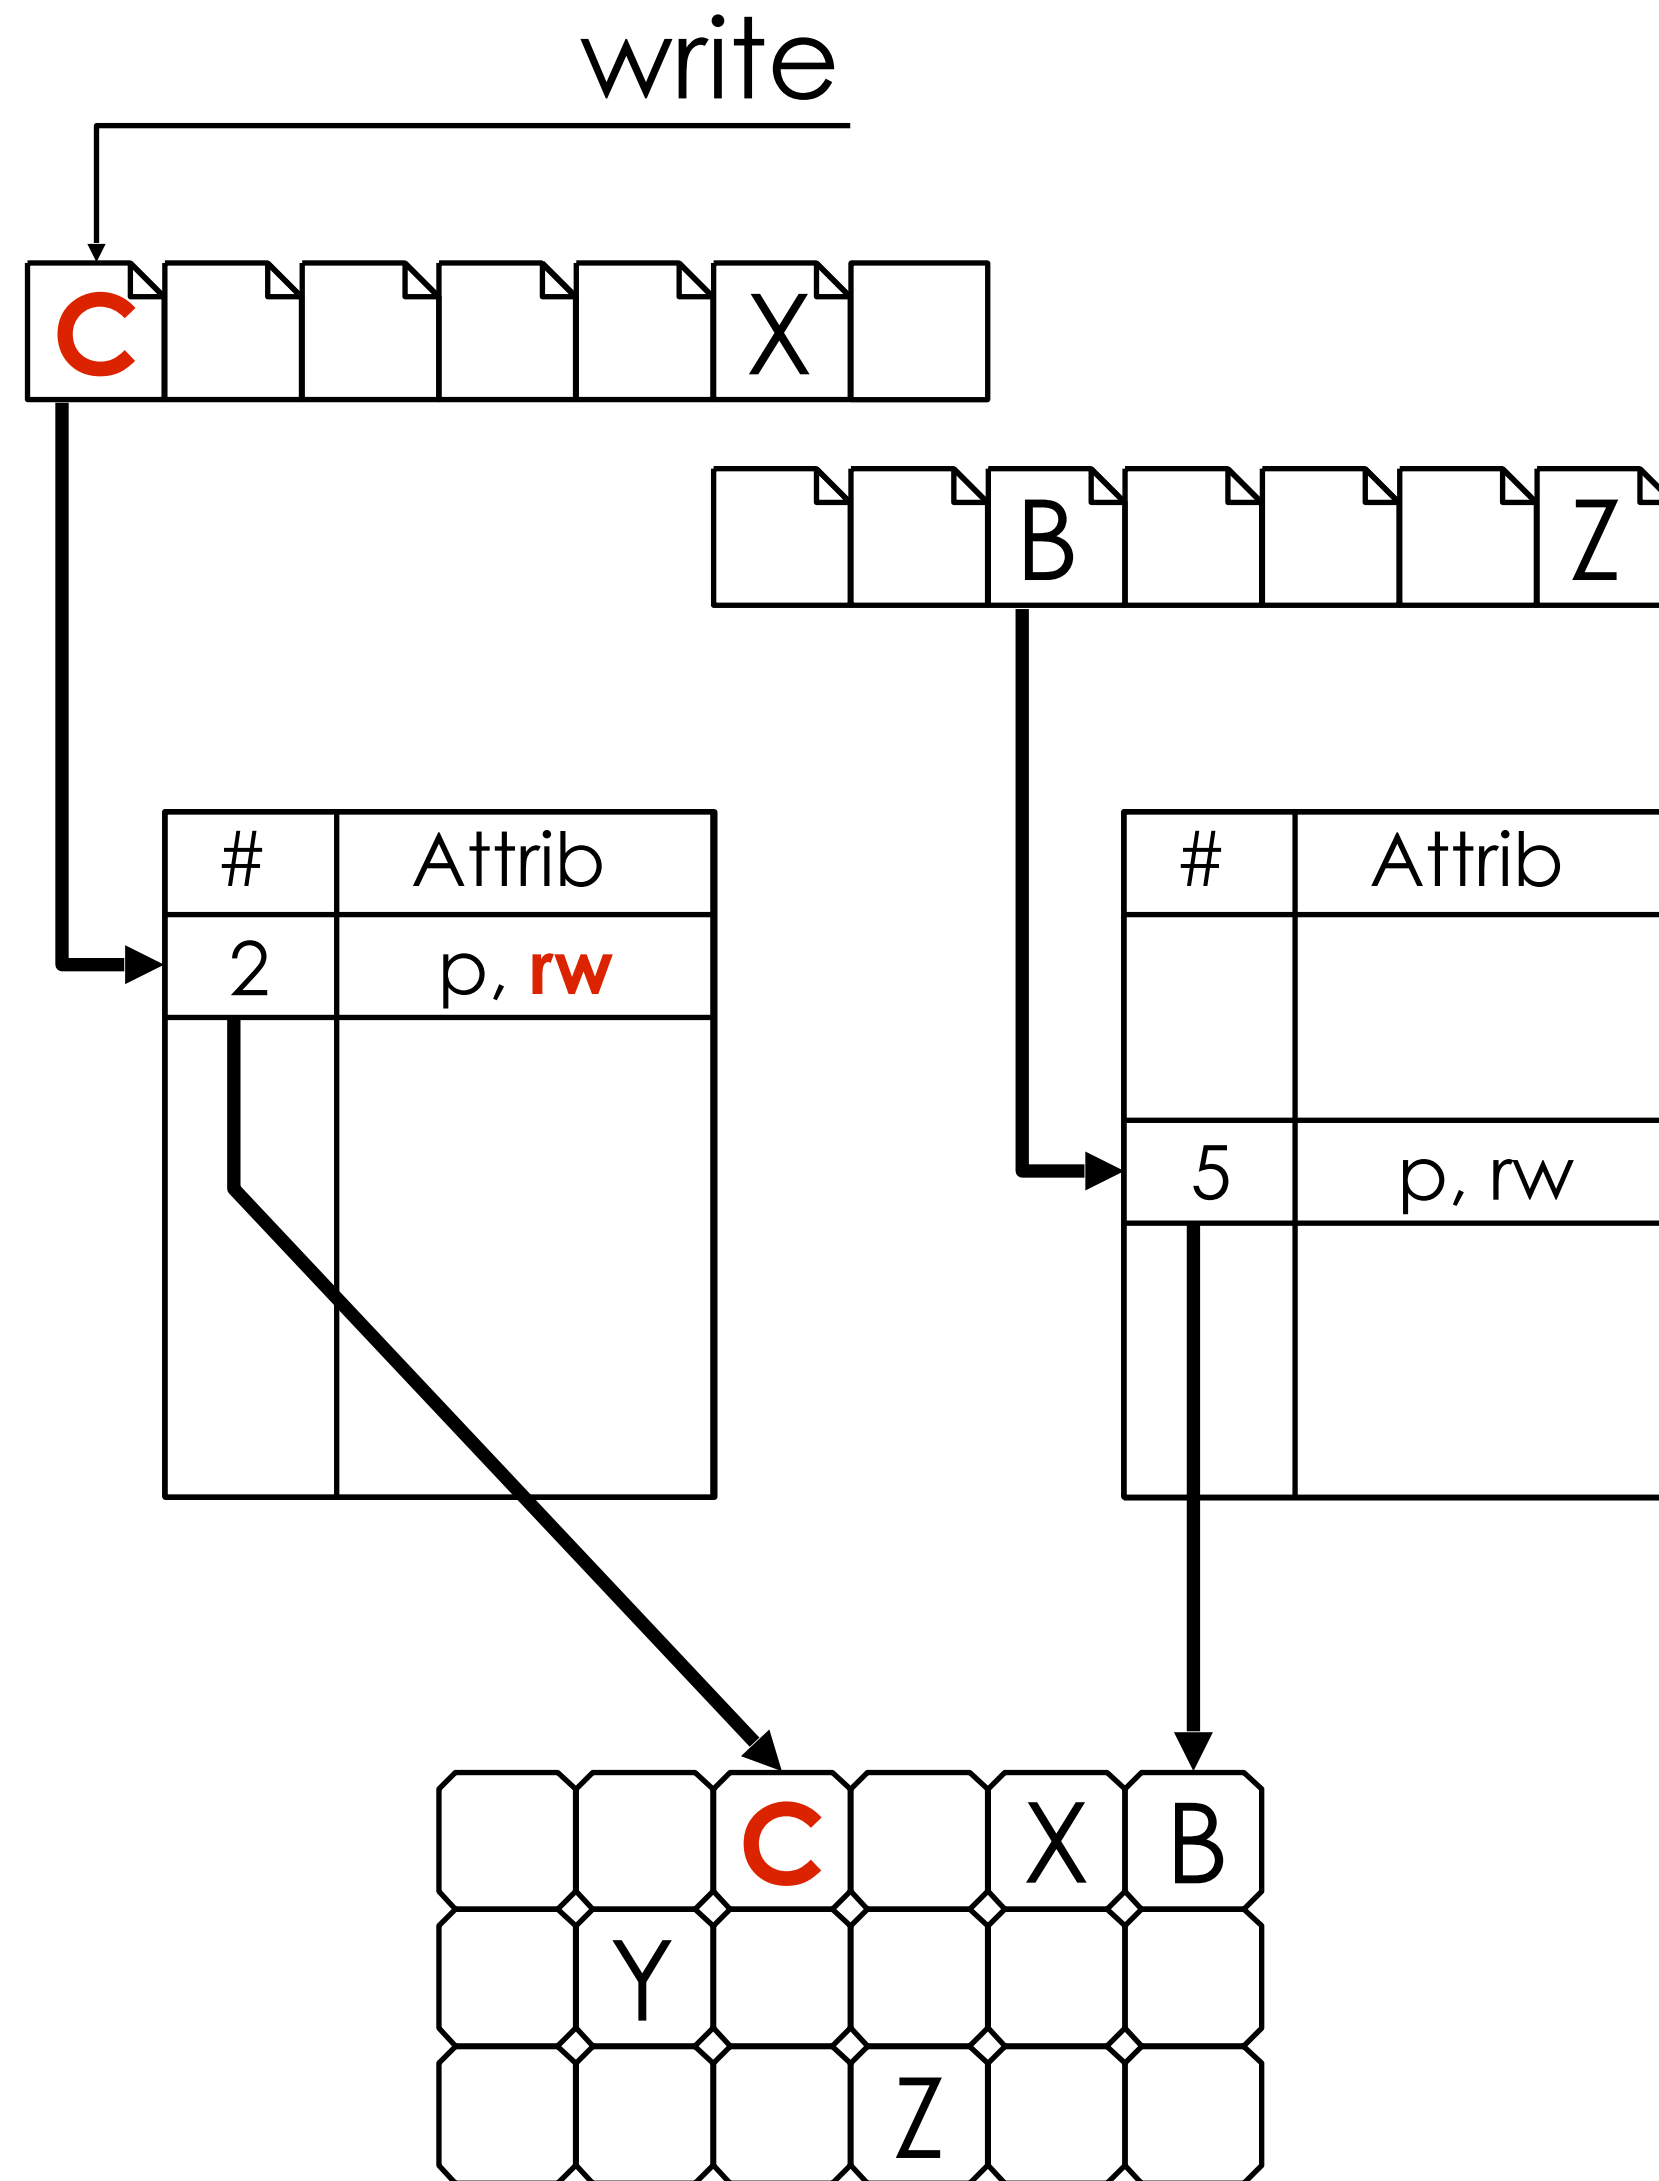 write
C X
B Z
# Attrib
2 p, rw
# Attrib
5 p, rw
C X B
Y
Z